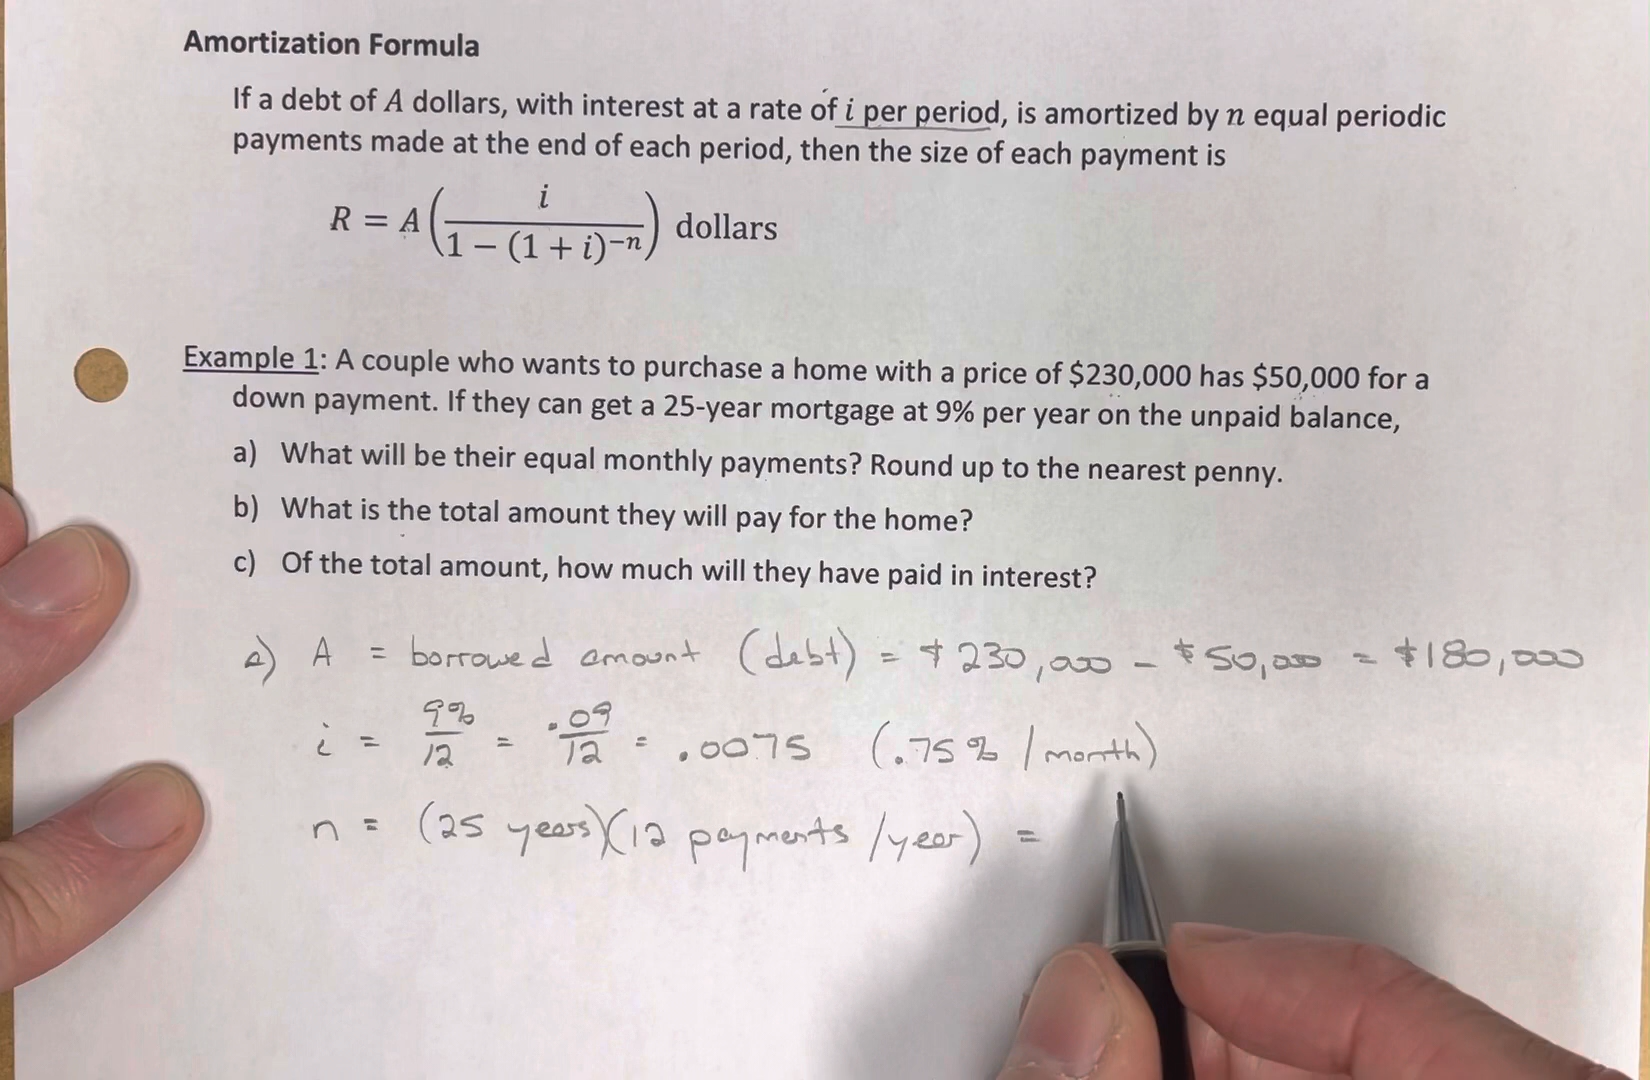 Amortization Formula
If a debt of A dollars, with interest at a rate of i per period, is amortized by n equal periodic
payments made at the end of each period, then the size of each payment is
R = A(i / (1 − (1 + i)^−n)) dollars
Example 1: A couple who wants to purchase a home with a price of $230,000 has $50,000 for a
down payment. If they can get a 25-year mortgage at 9% per year on the unpaid balance,
a) What will be their equal monthly payments? Round up to the nearest penny.
b) What is the total amount they will pay for the home?
c) Of the total amount, how much will they have paid in interest?
a) A = borrowed amount (debt) = $230,000 − $50,000 = $180,000
i = 9%/12 = .09/12 = .0075 (.75% / month)
n = (25 years)(12 payments /year) =